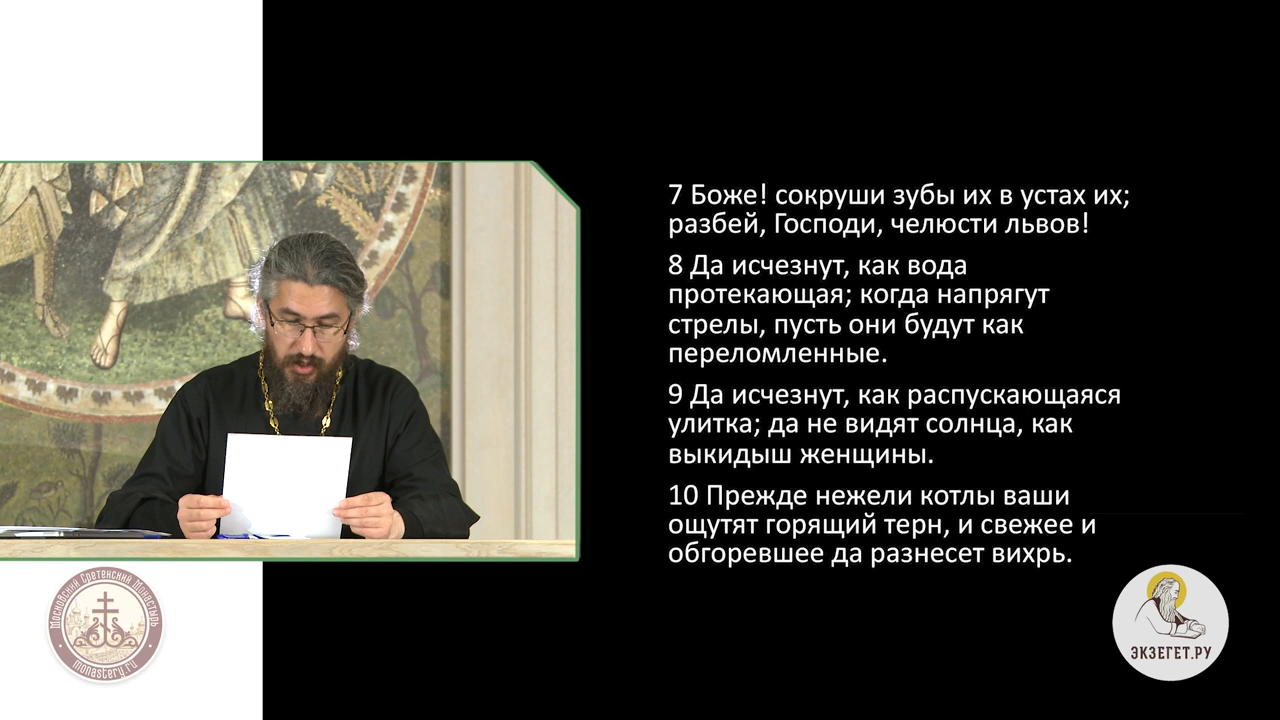 7 Боже! сокруши зубы их в устах их;
разбей, Господи, челюсти львов!
8 Да исчезнут, как вода
протекающая; когда напрягут
стрелы, пусть они будут как
переломленные.
9 Да исчезнут, как распускающаяся
улитка; да не видят солнца, как
выкидыш женщины.
10 Прежде нежели котлы ваши
ощутят горящий терн, и свежее и
обгоревшее да разнесет вихрь.
Московский Сретенский Монастырь
monastery.ru
ЭКЗЕГЕТ.РУ